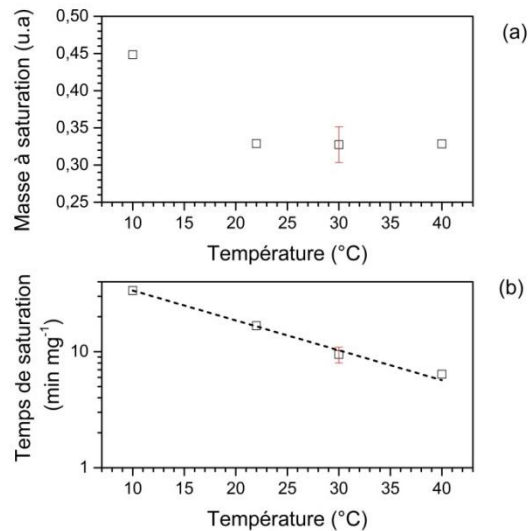 (a)
Masse à saturation (u.a)
0,50
0,45
0,40
0,35
0,30
0,25
10 15 20 25 30 35 40
Température (°C)
(b)
Temps de saturation
(min mg⁻¹)
10
1
10 15 20 25 30 35 40
Température (°C)